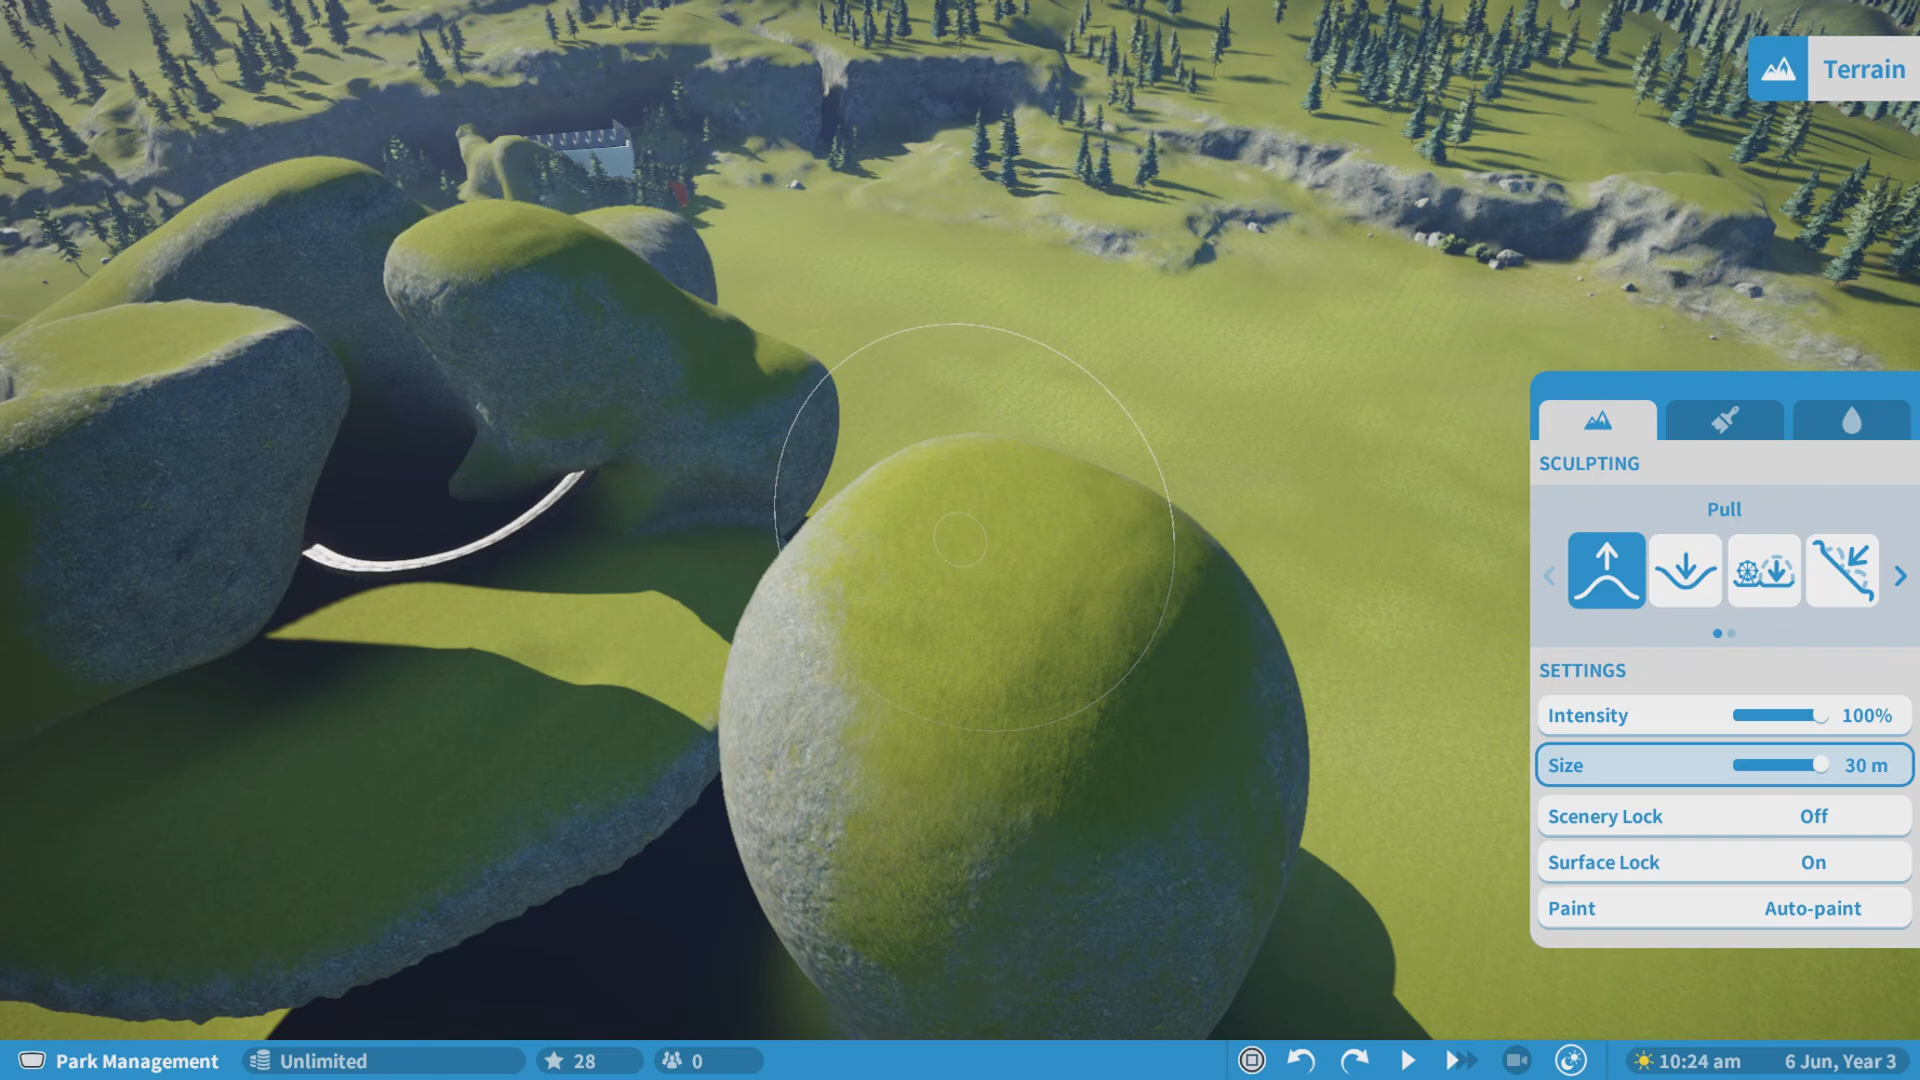 Terrain
SCULPTING
Pull
SETTINGS
Intensity 100%
Size 30 m
Scenery Lock Off
Surface Lock On
Paint Auto-paint
Park Management Unlimited 28 0 10:24 am 6 Jun, Year 3